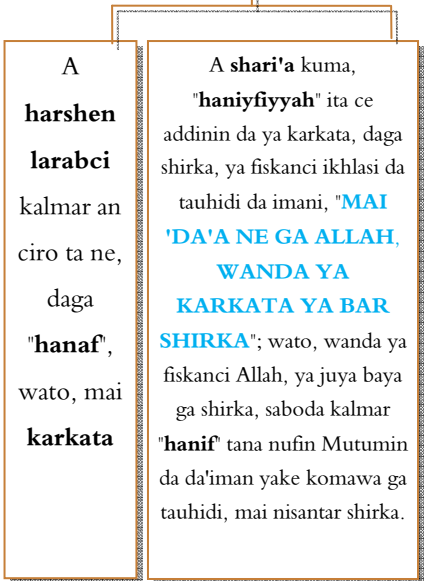 A
harshen
larabci
kalmar an
ciro ta ne,
daga
"hanaf",
wato, mai
karkata
A shari'a kuma,
"haniyfiyyah" ita ce
addinin da ya karkata, daga
shirka, ya fiskanci ikhlasi da
tauhidi da imani, "MAI
'DA'A NE GA ALLAH,
WANDA YA
KARKATA YA BAR
SHIRKA"; wato, wanda ya
fiskanci Allah, ya juya baya
ga shirka, saboda kalmar
"hanif" tana nufin Mutumin
da da'iman yake komawa ga
tauhidi, mai nisantar shirka.